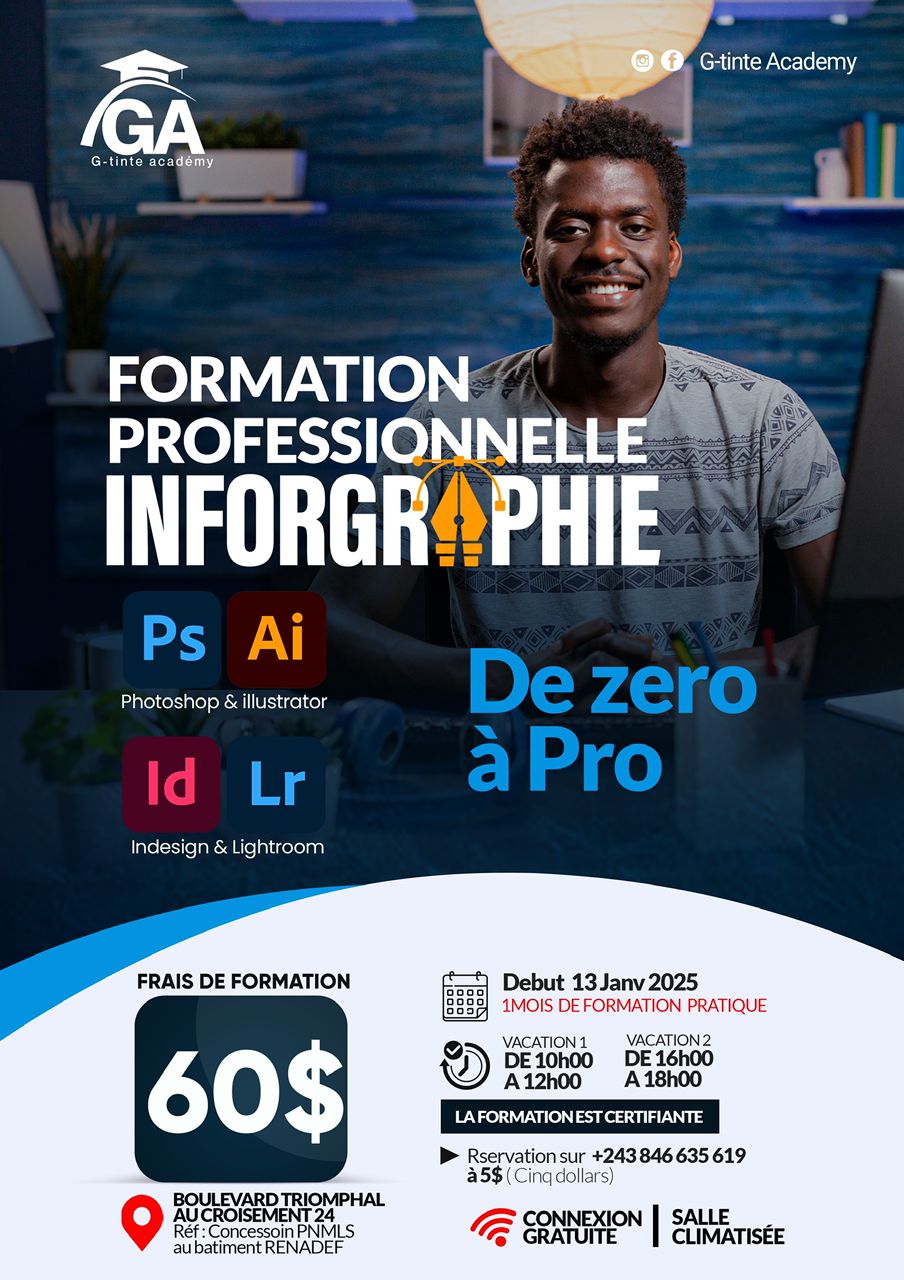 GA
G-tinte académy
G-tinte Academy
FORMATION
PROFESSIONNELLE
INFORGRAPHIE
Ps Ai
Photoshop & illustrator
Id Lr
Indesign & Lightroom
De zero
à Pro
FRAIS DE FORMATION
60$
BOULEVARD TRIOMPHAL
AU CROISEMENT 24
Réf : Concessoin PNMLS
au batiment RENADEF
Debut 13 Janv 2025
1MOIS DE FORMATION PRATIQUE
VACATION 1
DE 10h00
A 12h00
VACATION 2
DE 16h00
A 18h00
LA FORMATION EST CERTIFIANTE
Rservation sur +243 846 635 619
à 5$ ( Cinq dollars)
CONNEXION
GRATUITE
SALLE
CLIMATISÉE